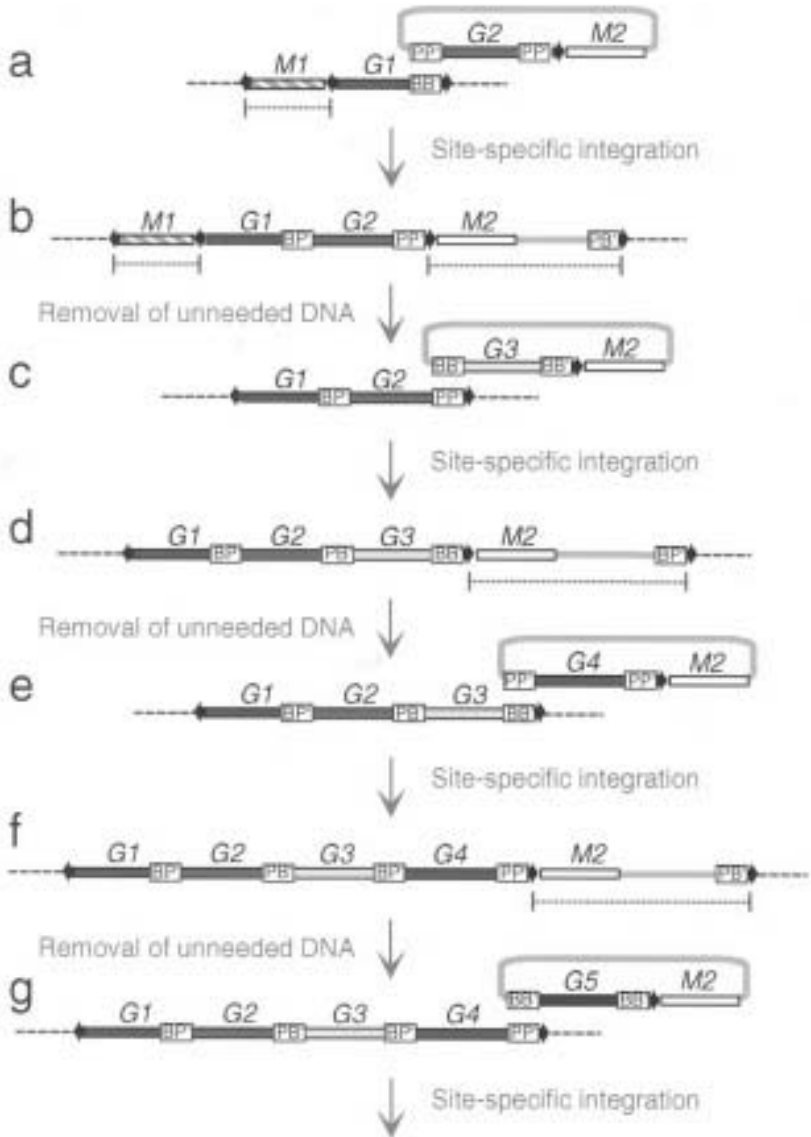 G2 M2
PP' PP'
a
M1 G1
BB'
Site-specific integration
b
M1 G1 G2 M2
BP' PP' PB'
Removal of unneeded DNA
G3 M2
BB' BB'
c
G1 G2
BP' PP'
Site-specific integration
d
G1 G2 G3 M2
BP' PB' BB' BP'
Removal of unneeded DNA
G4 M2
PP' PP'
e
G1 G2 G3
BP' PB' BB'
Site-specific integration
f
G1 G2 G3 G4 M2
BP' PB' BP' PP' PB'
Removal of unneeded DNA
G5 M2
BB' BB'
g
G1 G2 G3 G4
BP' PB' BP' PP'
Site-specific integration